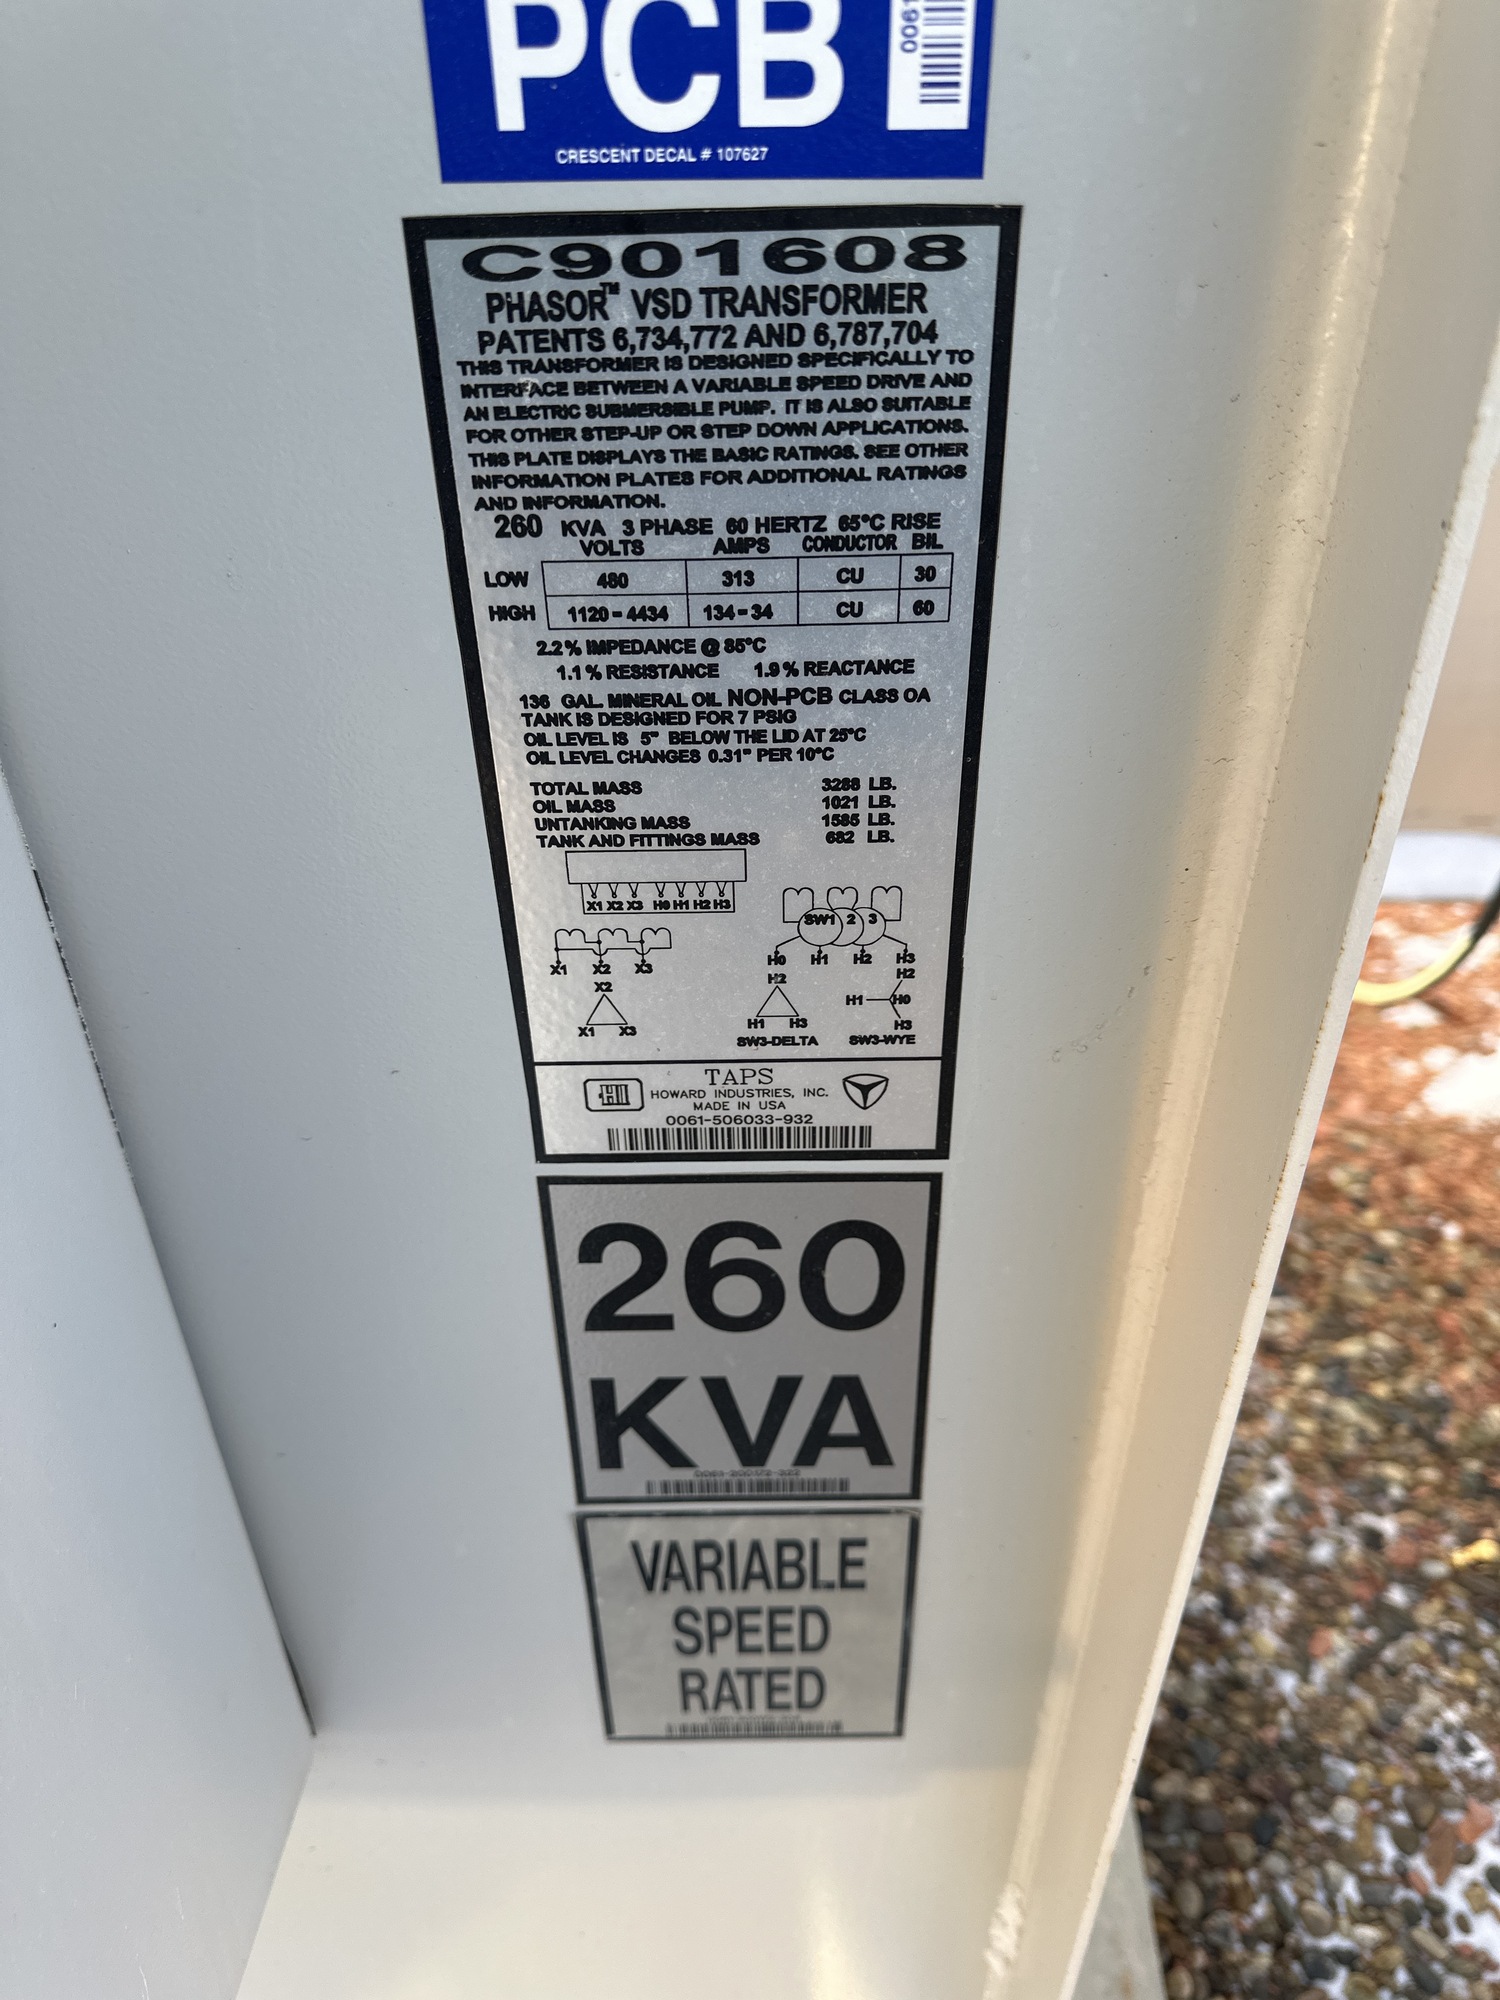 PCB
0061
CRESCENT DECAL # 107627
C901608
PHASOR™ VSD TRANSFORMER
PATENTS 6,734,772 AND 6,787,704
THIS TRANSFORMER IS DESIGNED SPECIFICALLY TO
INTERFACE BETWEEN A VARIABLE SPEED DRIVE AND
AN ELECTRIC SUBMERSIBLE PUMP. IT IS ALSO SUITABLE
FOR OTHER STEP-UP OR STEP DOWN APPLICATIONS.
THIS PLATE DISPLAYS THE BASIC RATINGS. SEE OTHER
INFORMATION PLATES FOR ADDITIONAL RATINGS
AND INFORMATION.
260 KVA 3 PHASE 60 HERTZ 65°C RISE
VOLTS AMPS CONDUCTOR BIL
LOW 480 313 CU 30
HIGH 1120-4434 134-34 CU 60
2.2% IMPEDANCE @ 85°C
1.1% RESISTANCE 1.9% REACTANCE
136 GAL. MINERAL OIL NON-PCB CLASS OA
TANK IS DESIGNED FOR 7 PSIG
OIL LEVEL IS 5" BELOW THE LID AT 25°C
OIL LEVEL CHANGES 0.31" PER 10°C
TOTAL MASS 3288 LB.
OIL MASS 1021 LB.
UNTANKING MASS 1585 LB.
TANK AND FITTINGS MASS 682 LB.
X1 X2 X3 H0 H1 H2 H3
SW1 2 3
X1 X2 X3
H0 H1 H2 H3
X2
H2
H2
H1 H0
X1 X3
H1 H3
H3
SW3-DELTA SW3-WYE
HI
TAPS
HOWARD INDUSTRIES, INC.
MADE IN USA
0061-506033-932
260
KVA
VARIABLE
SPEED
RATED